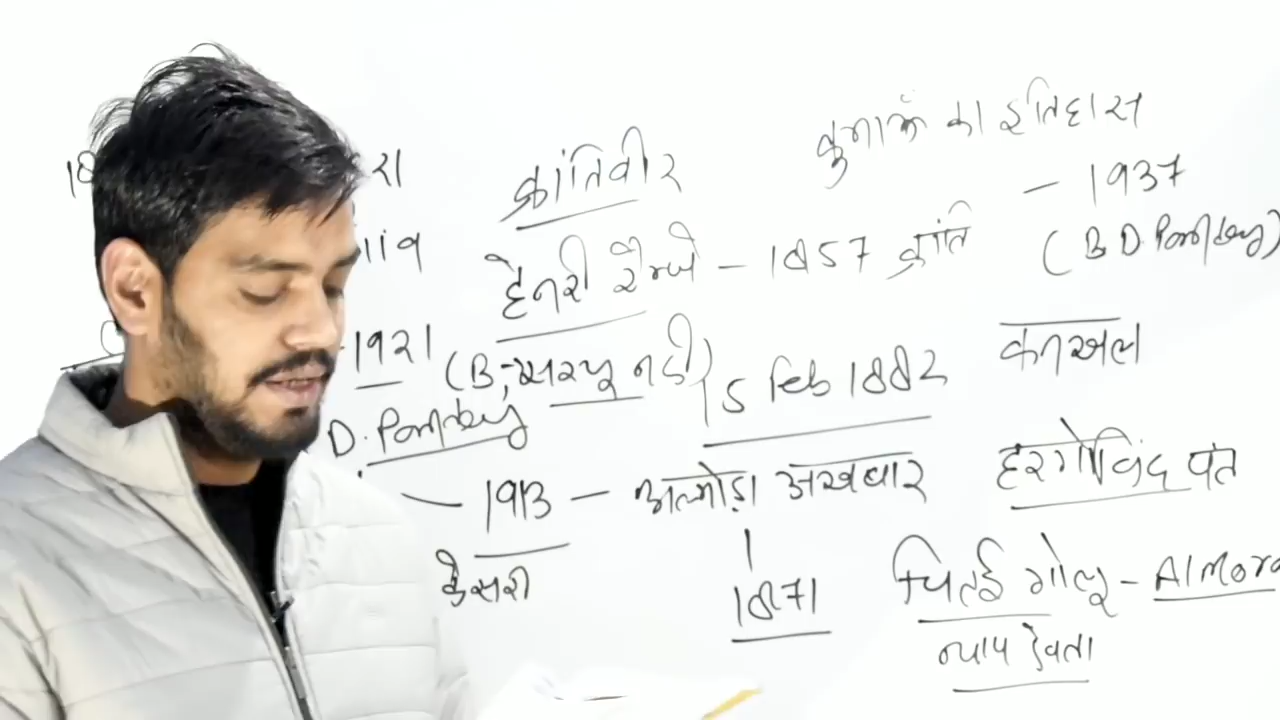 कुमाऊँ का इतिहास
क्रांतिवीर
– 1937
हेनरी रैम्जे – 1857 क्रांति
(B D Pandey)
1921 (B; सरयू नदी)
15 Feb 1882
कनखल
D. Pandey
– 1913 – अल्मोड़ा अखबार
हरगोविंद पंत
केसरी
1871
चितई गोलू – Almora
न्याय देवता